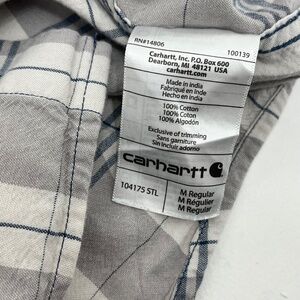 RN#14806 100139
Carhartt, Inc. P.O. Box 600
Dearborn, MI 48121 USA
carhartt.com
Made in India
Fabriqué en Inde
Hecho en India
100% Cotton
100% Coton
100% Algodón
Exclusive of trimming
Sans garniture
Sin incluir adorno
carhartt
104175 STL
M Regular
M Régulier
M Regular